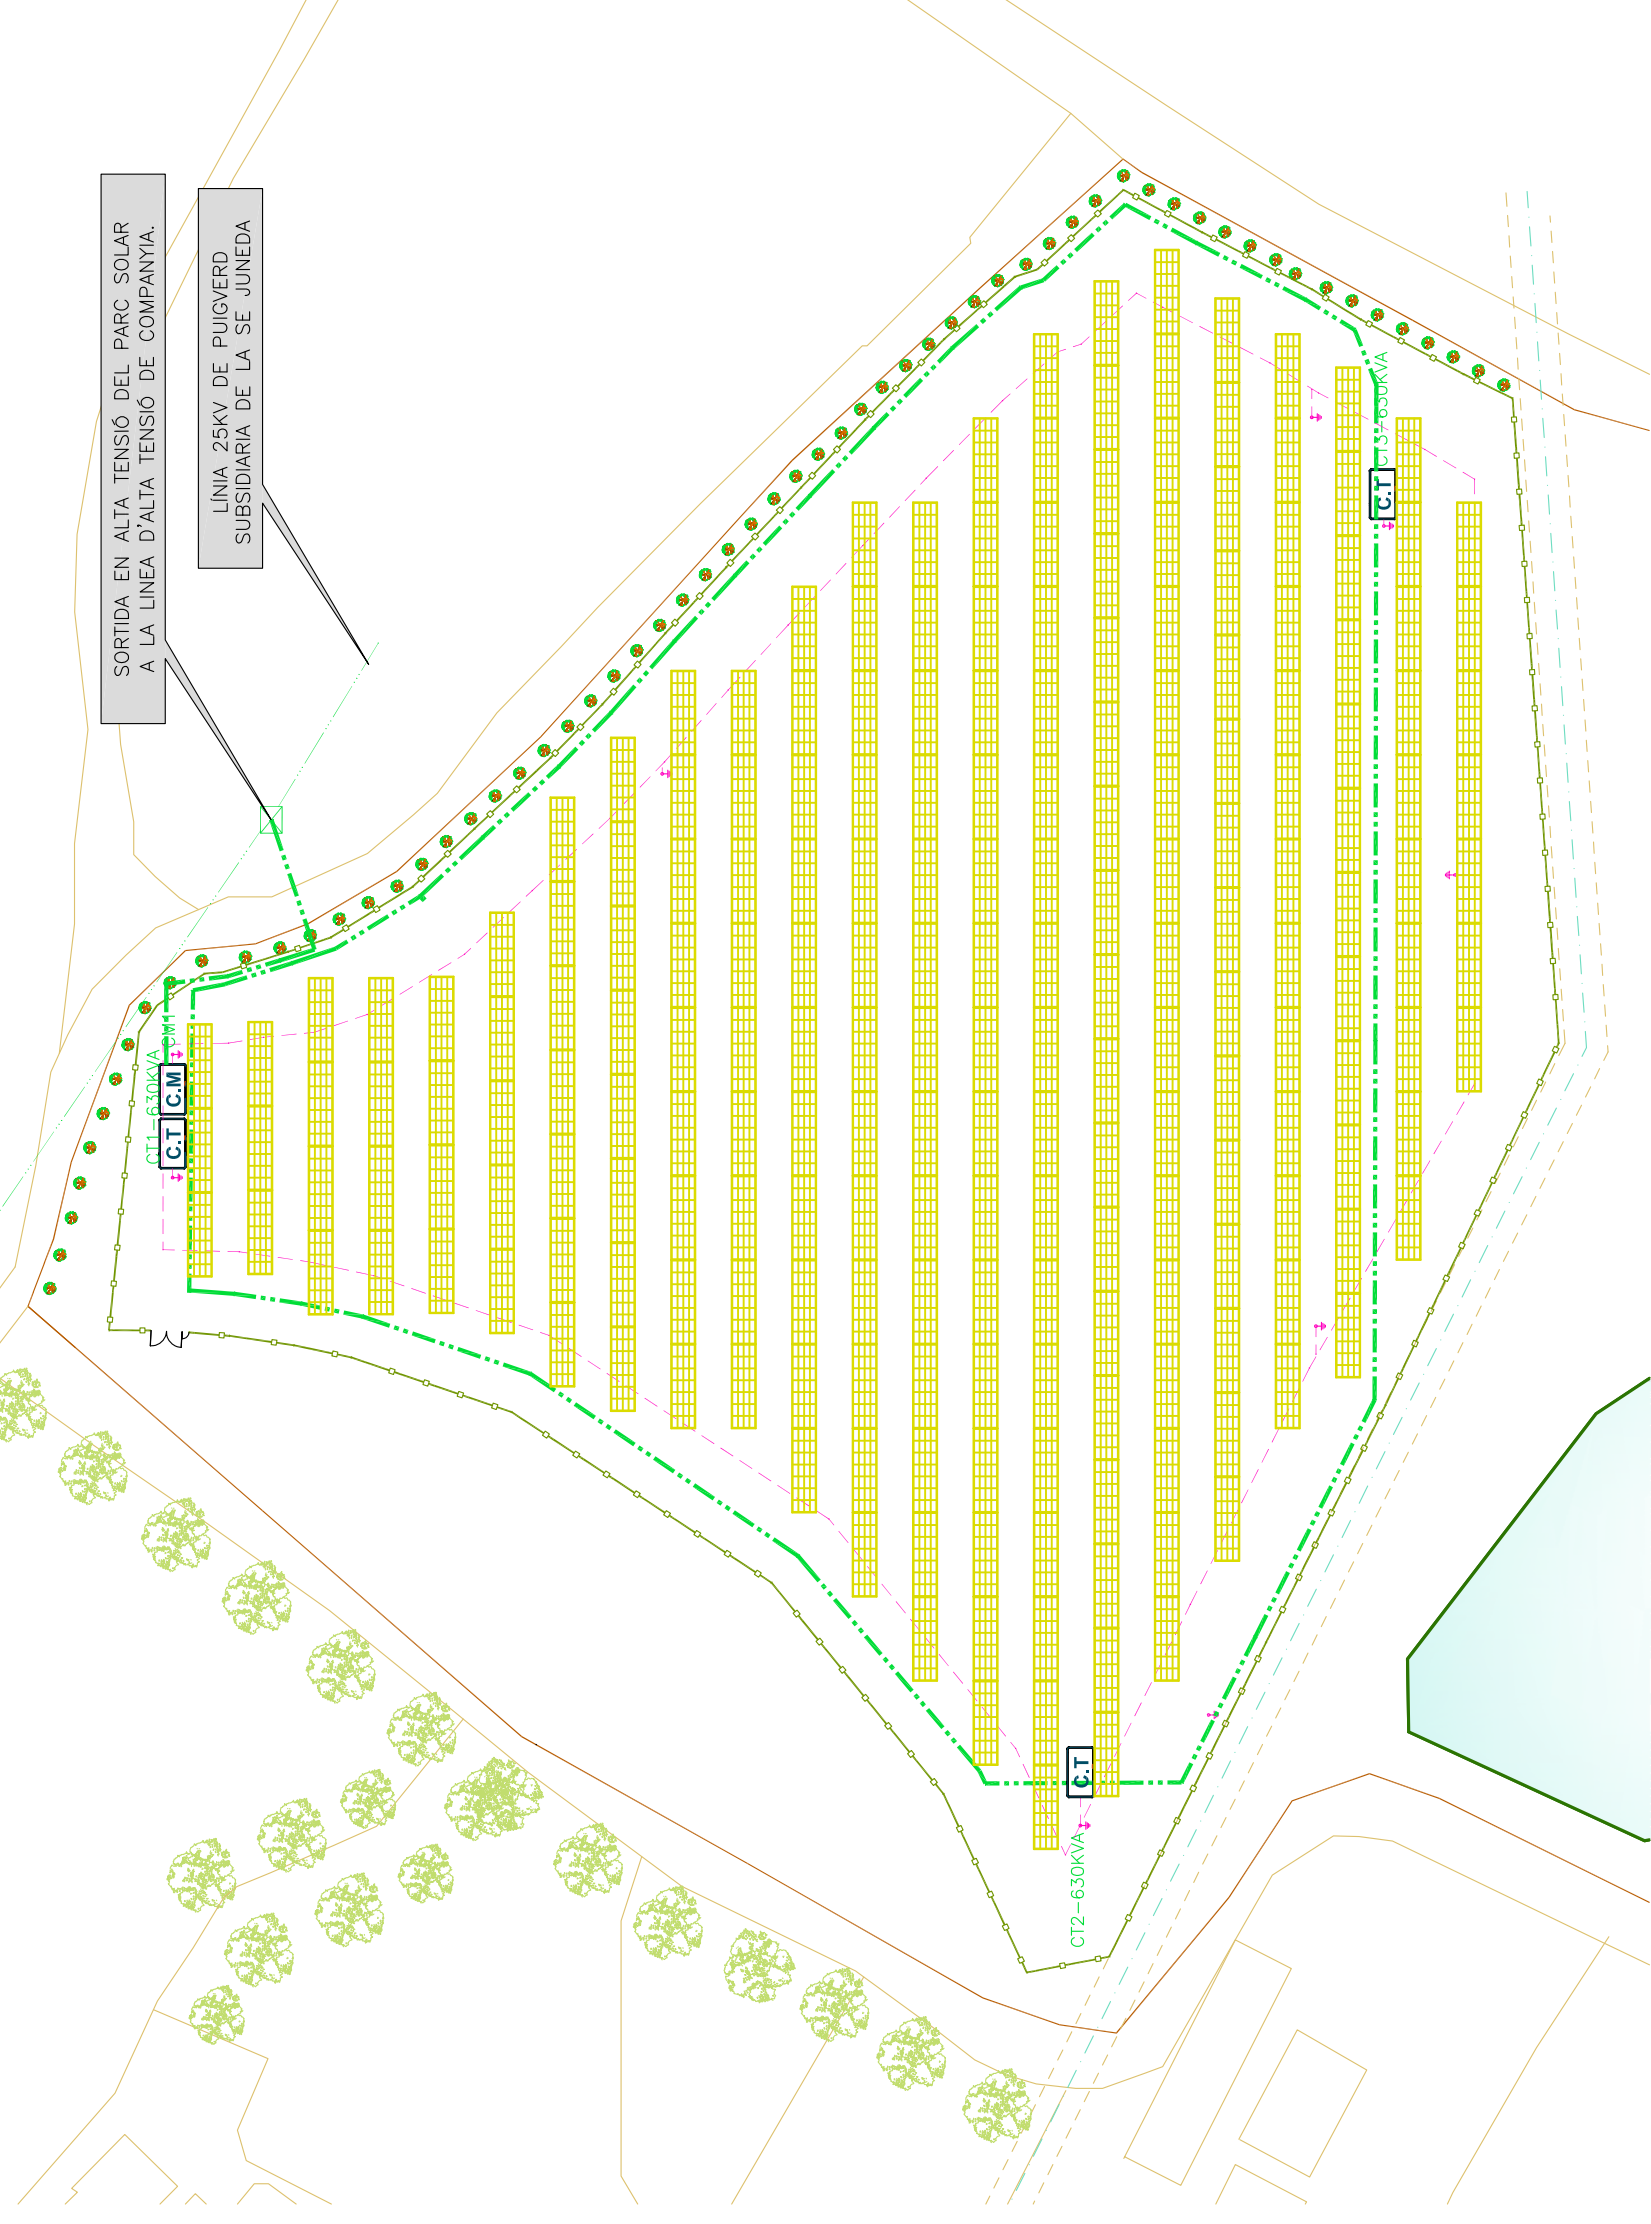 SORTIDA EN ALTA TENSIÓ DEL PARC SOLAR
A LA LINEA D'ALTA TENSIÓ DE COMPANYIA.
LÍNIA 25KV DE PUIGVERD
SUBSIDIARIA DE LA SE JUNEDA
CT3-630KVA
C.T
CT1-630KVA
CM1
C.T
C.M
C.T
CT2-630KVA